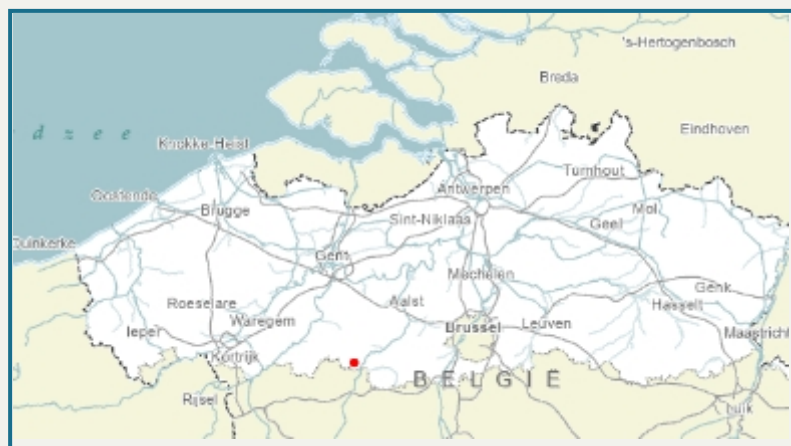 's-Hertogenbosch
Breda
d z e e
Eindhoven
Knokke-Heist
Turnhout
Oostende
Antwerpen
Mol
Brugge
Sint-Niklaas
Geel
Duinkerke
Gent
Mechelen
Genk
Roeselare
Aalst
Hasselt
Waregem
Brussel
Leuven
Ieper
Maastricht
Kortrijk
BELGIË
Rijsel
Luik